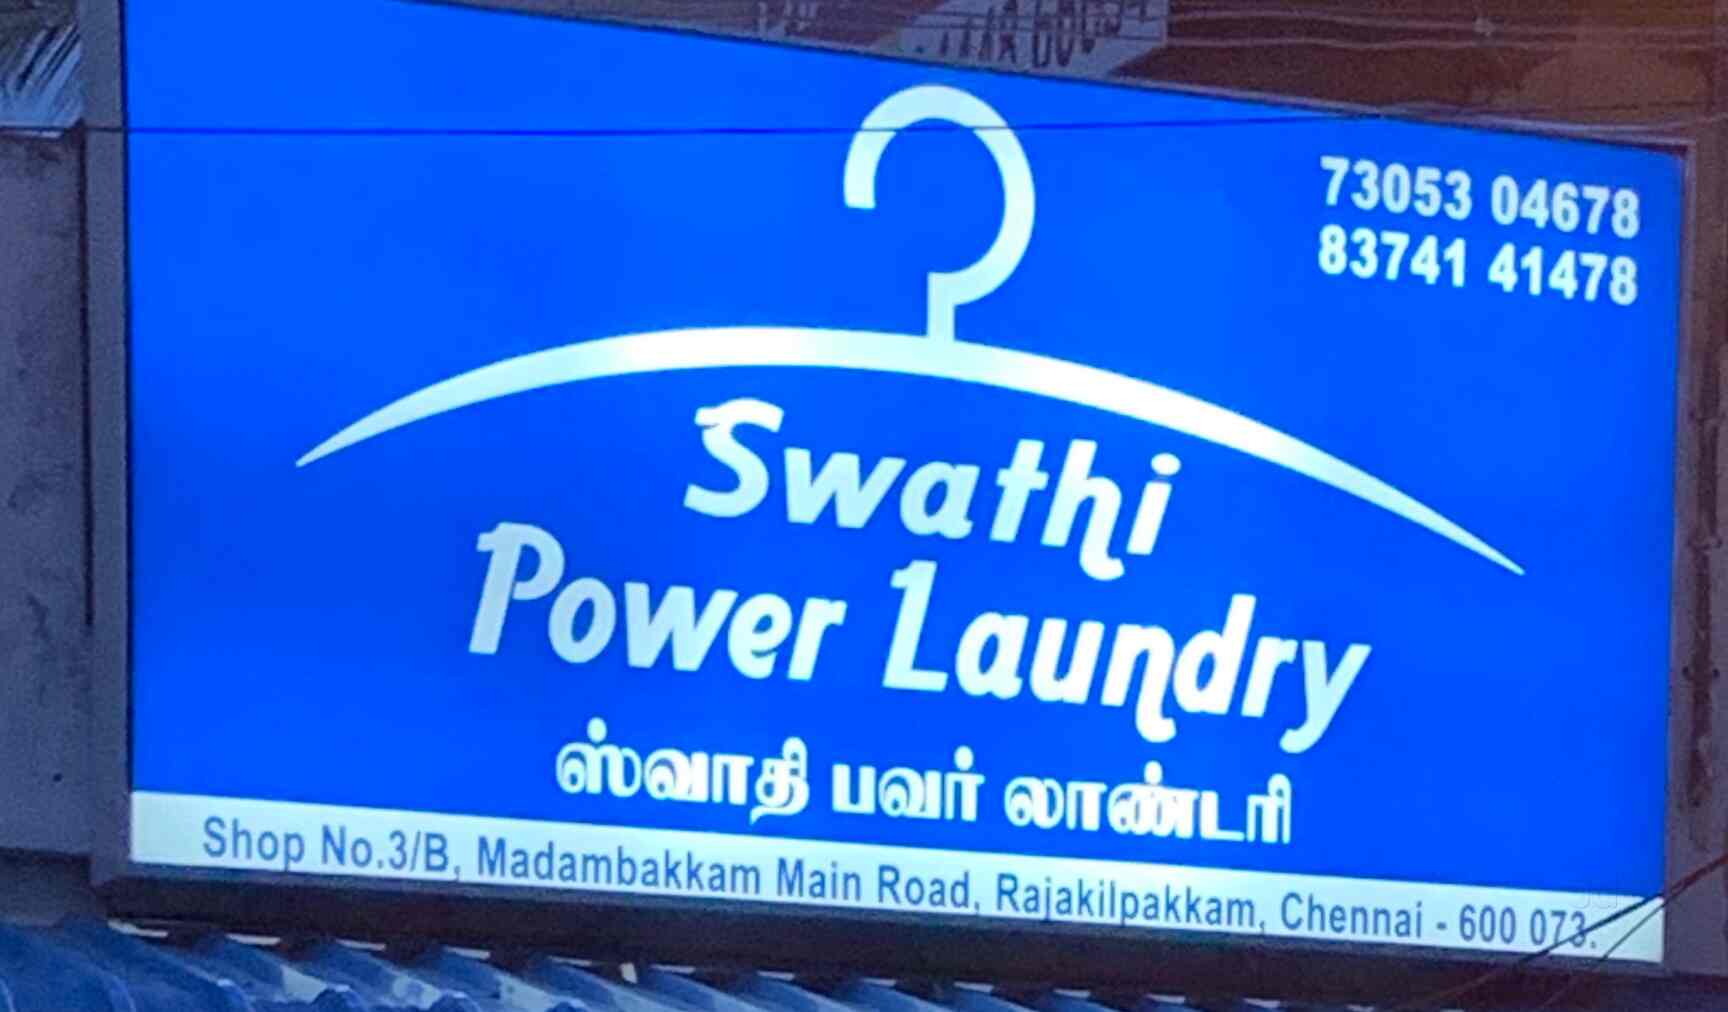 73053 04678
83741 41478
Swathi
Power Laundry
ஸ்வாதி பவர் லாண்டரி
Shop No.3/B, Madambakkam Main Road, Rajakilpakkam, Chennai - 600 073.